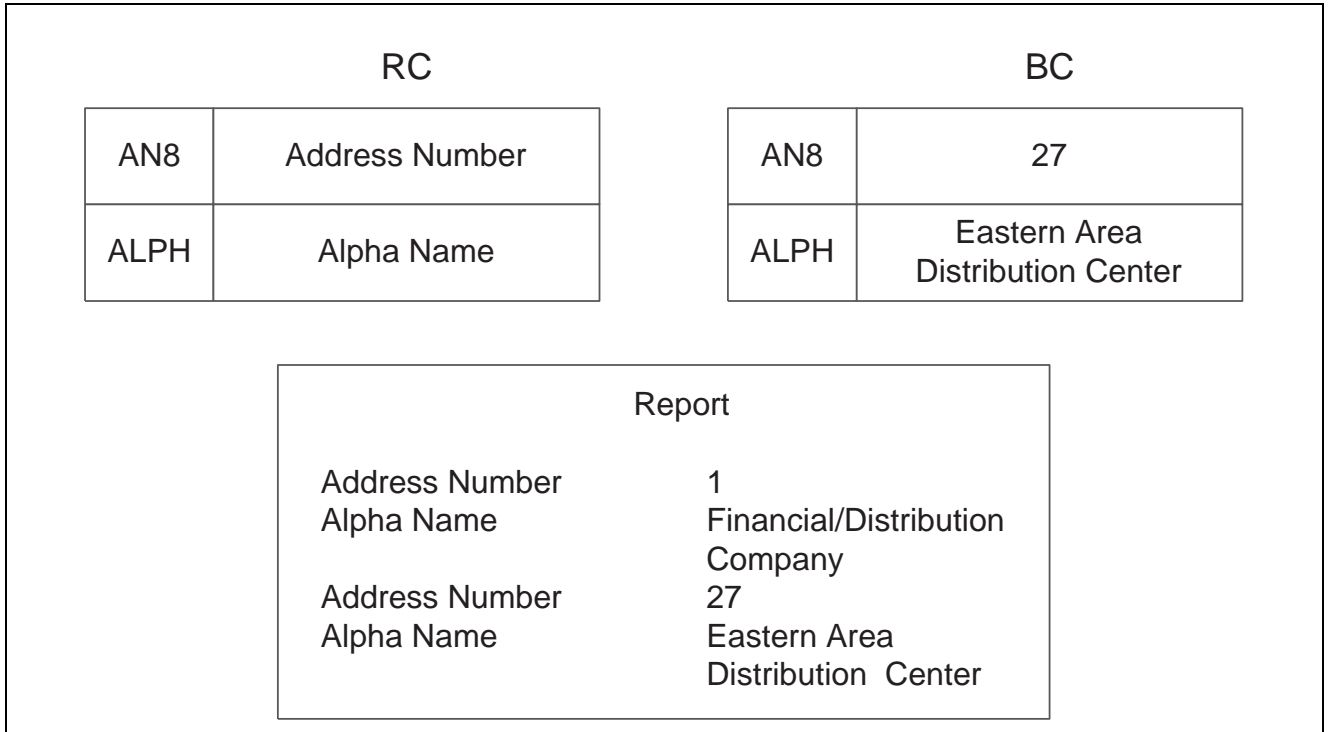 RC
AN8 Address Number
ALPH Alpha Name
BC
AN8 27
ALPH Eastern Area
Distribution Center
Report
Address Number 1
Alpha Name Financial/Distribution
Company
Address Number 27
Alpha Name Eastern Area
Distribution Center